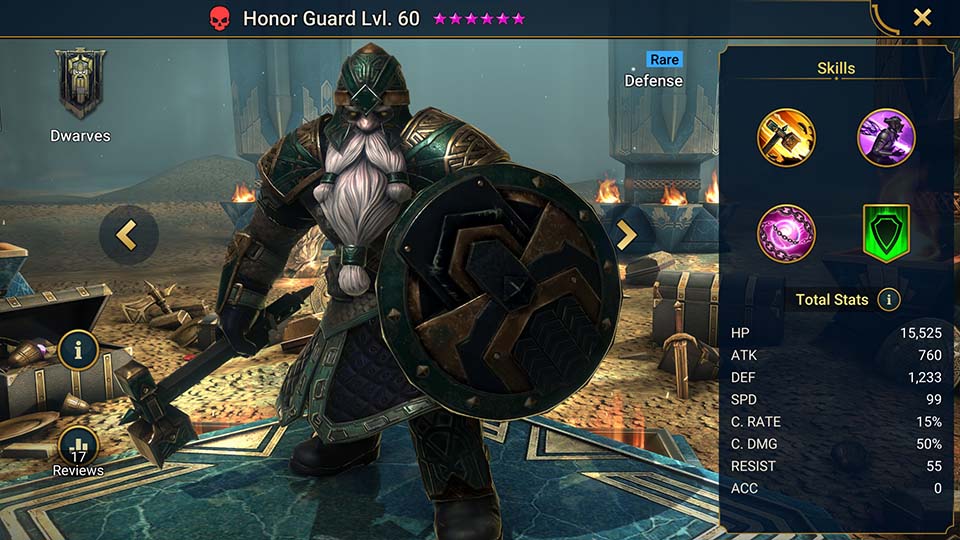 Honor Guard Lvl. 60
Dwarves
Rare
Defense
17
Reviews
Skills
Total Stats i
HP 15,525
ATK 760
DEF 1,233
SPD 99
C. RATE 15%
C. DMG 50%
RESIST 55
ACC 0